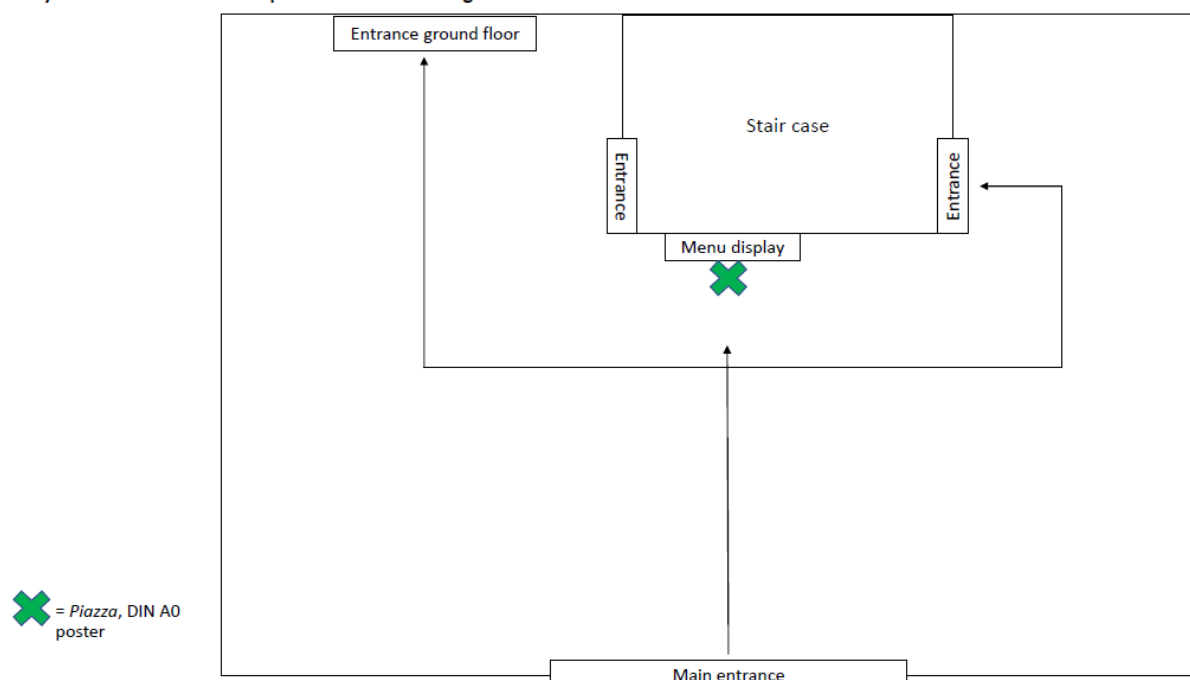 Entrance ground floor
Stair case
Entrance
Entrance
Menu display
= Piazza, DIN A0
poster
Main entrance